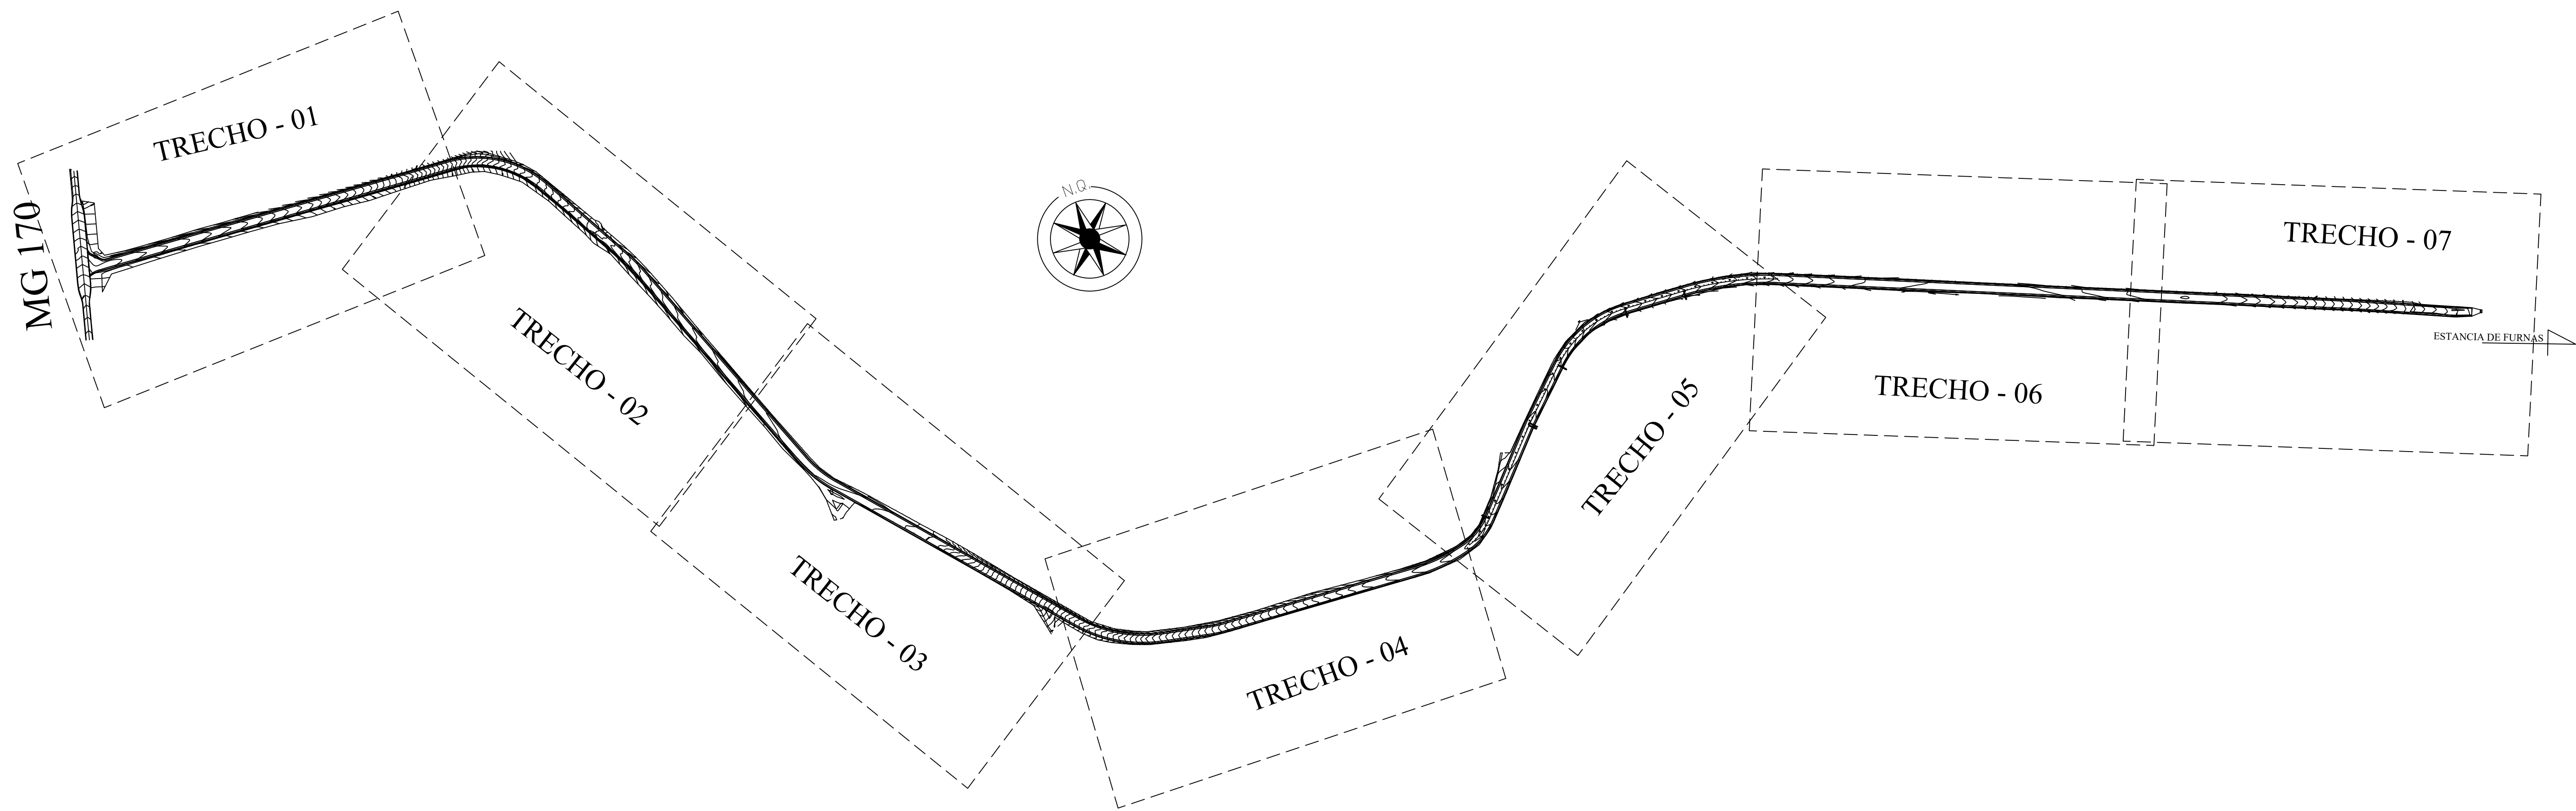 TRECHO - 01
MG 170
N.Q.
TRECHO - 02
TRECHO - 03
TRECHO - 04
TRECHO - 05
TRECHO - 06
TRECHO - 07
ESTANCIA DE FURNAS